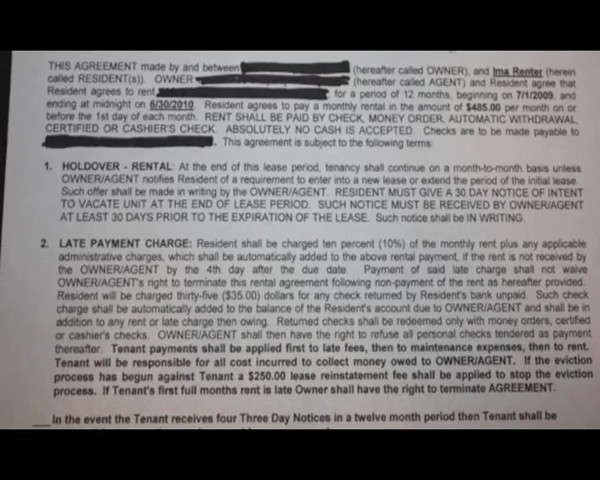 THIS AGREEMENT made by and between (hereafter called OWNER), and Ima Renter (herein
called RESIDENT(s)). OWNER (hereafter called AGENT) and Resident agree that
Resident agrees to rent for a period of 12 months, beginning on 7/1/2009, and
ending at midnight on 6/30/2010 Resident agrees to pay a monthly rental in the amount of $485.00 per month on or
before the 1st day of each month. RENT SHALL BE PAID BY CHECK, MONEY ORDER, AUTOMATIC WITHDRAWAL,
CERTIFIED OR CASHIER'S CHECK. ABSOLUTELY NO CASH IS ACCEPTED. Checks are to be made payable to
. This agreement is subject to the following terms:
1. HOLDOVER - RENTAL: At the end of this lease period, tenancy shall continue on a month-to-month basis unless
OWNER/AGENT notifies Resident of a requirement to enter into a new lease or extend the period of the initial lease.
Such offer shall be made in writing by the OWNER/AGENT. RESIDENT MUST GIVE A 30 DAY NOTICE OF INTENT
TO VACATE UNIT AT THE END OF LEASE PERIOD. SUCH NOTICE MUST BE RECEIVED BY OWNER/AGENT
AT LEAST 30 DAYS PRIOR TO THE EXPIRATION OF THE LEASE. Such notice shall be IN WRITING.
2. LATE PAYMENT CHARGE: Resident shall be charged ten percent (10%) of the monthly rent plus any applicable
administrative charges, which shall be automatically added to the above rental payment, if the rent is not received by
the OWNER/AGENT by the 4th day after the due date. Payment of said late charge shall not waive
OWNER/AGENT's right to terminate this rental agreement following non-payment of the rent as hereafter provided.
Resident will be charged thirty-five ($35.00) dollars for any check returned by Resident's bank unpaid. Such check
charge shall be automatically added to the balance of the Resident's account due to OWNER/AGENT and shall be in
addition to any rent or late charge then owing. Returned checks shall be redeemed only with money orders, certified
or cashier's checks. OWNER/AGENT shall then have the right to refuse all personal checks tendered as payment
thereafter. Tenant payments shall be applied first to late fees, then to maintenance expenses, then to rent.
Tenant will be responsible for all cost incurred to collect money owed to OWNER/AGENT. If the eviction
process has begun against Tenant a $250.00 lease reinstatement fee shall be applied to stop the eviction
process. If Tenant's first full months rent is late Owner shall have the right to terminate AGREEMENT.
In the event the Tenant receives four Three Day Notices in a twelve month period then Tenant shall be